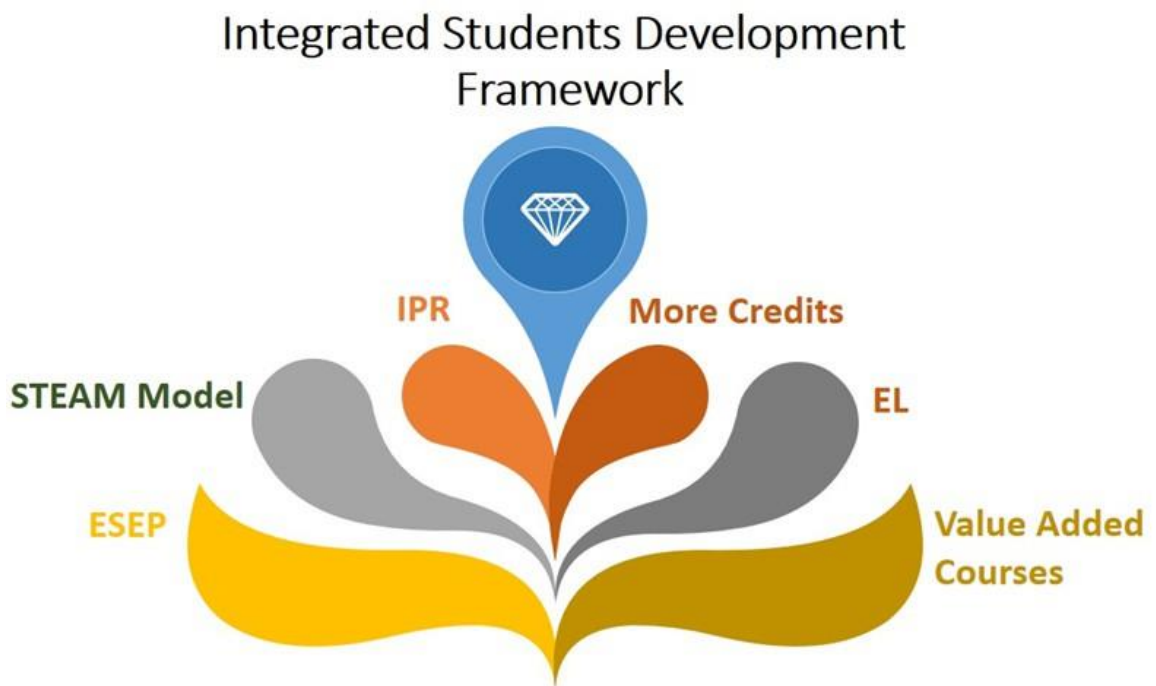 Integrated Students Development
Framework
IPR
More Credits
STEAM Model
EL
ESEP
Value Added
Courses